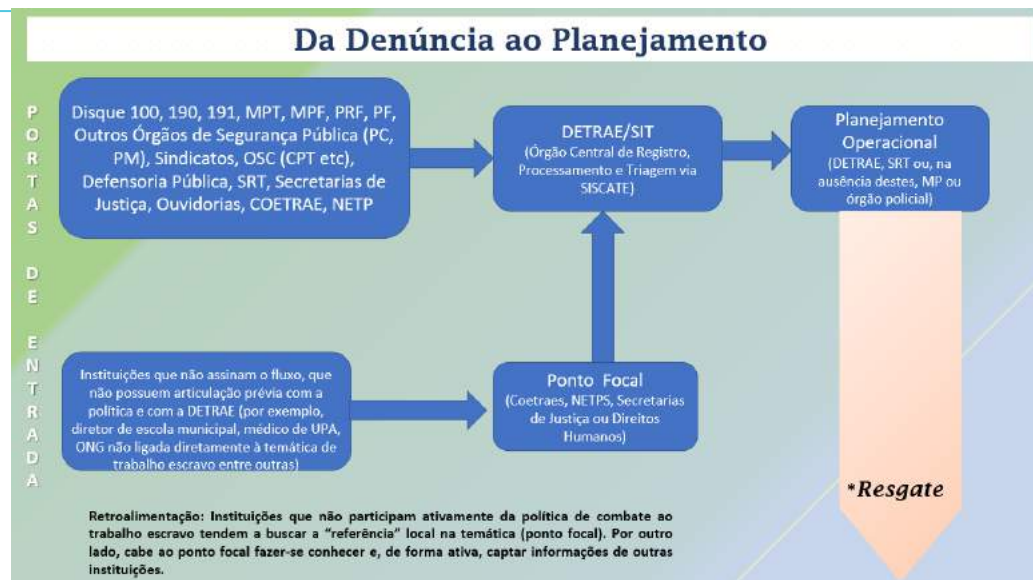 Da Denúncia ao Planejamento
PORTAS DE ENTRADA
Disque 100, 190, 191, MPT, MPF, PRF, PF,
Outros Órgãos de Segurança Pública (PC,
PM), Sindicatos, OSC (CPT etc),
Defensoria Pública, SRT, Secretarias de
Justiça, Ouvidorias, COETRAE, NETP
DETRAE/SIT
(Órgão Central de Registro,
Processamento e Triagem via
SISCATE)
Planejamento
Operacional
(DETRAE, SRT ou, na
ausência destes, MP ou
órgão policial)
Instituições que não assinam o fluxo, que
não possuem articulação prévia com a
política e com a DETRAE (por exemplo,
diretor de escola municipal, médico de UPA,
ONG não ligada diretamente à temática de
trabalho escravo entre outras)
Ponto Focal
(Coetraes, NETPS, Secretarias
de Justiça ou Direitos
Humanos)
*Resgate
Retroalimentação: Instituições que não participam ativamente da política de combate ao
trabalho escravo tendem a buscar a “referência” local na temática (ponto focal). Por outro
lado, cabe ao ponto focal fazer-se conhecer e, de forma ativa, captar informações de outras
instituições.